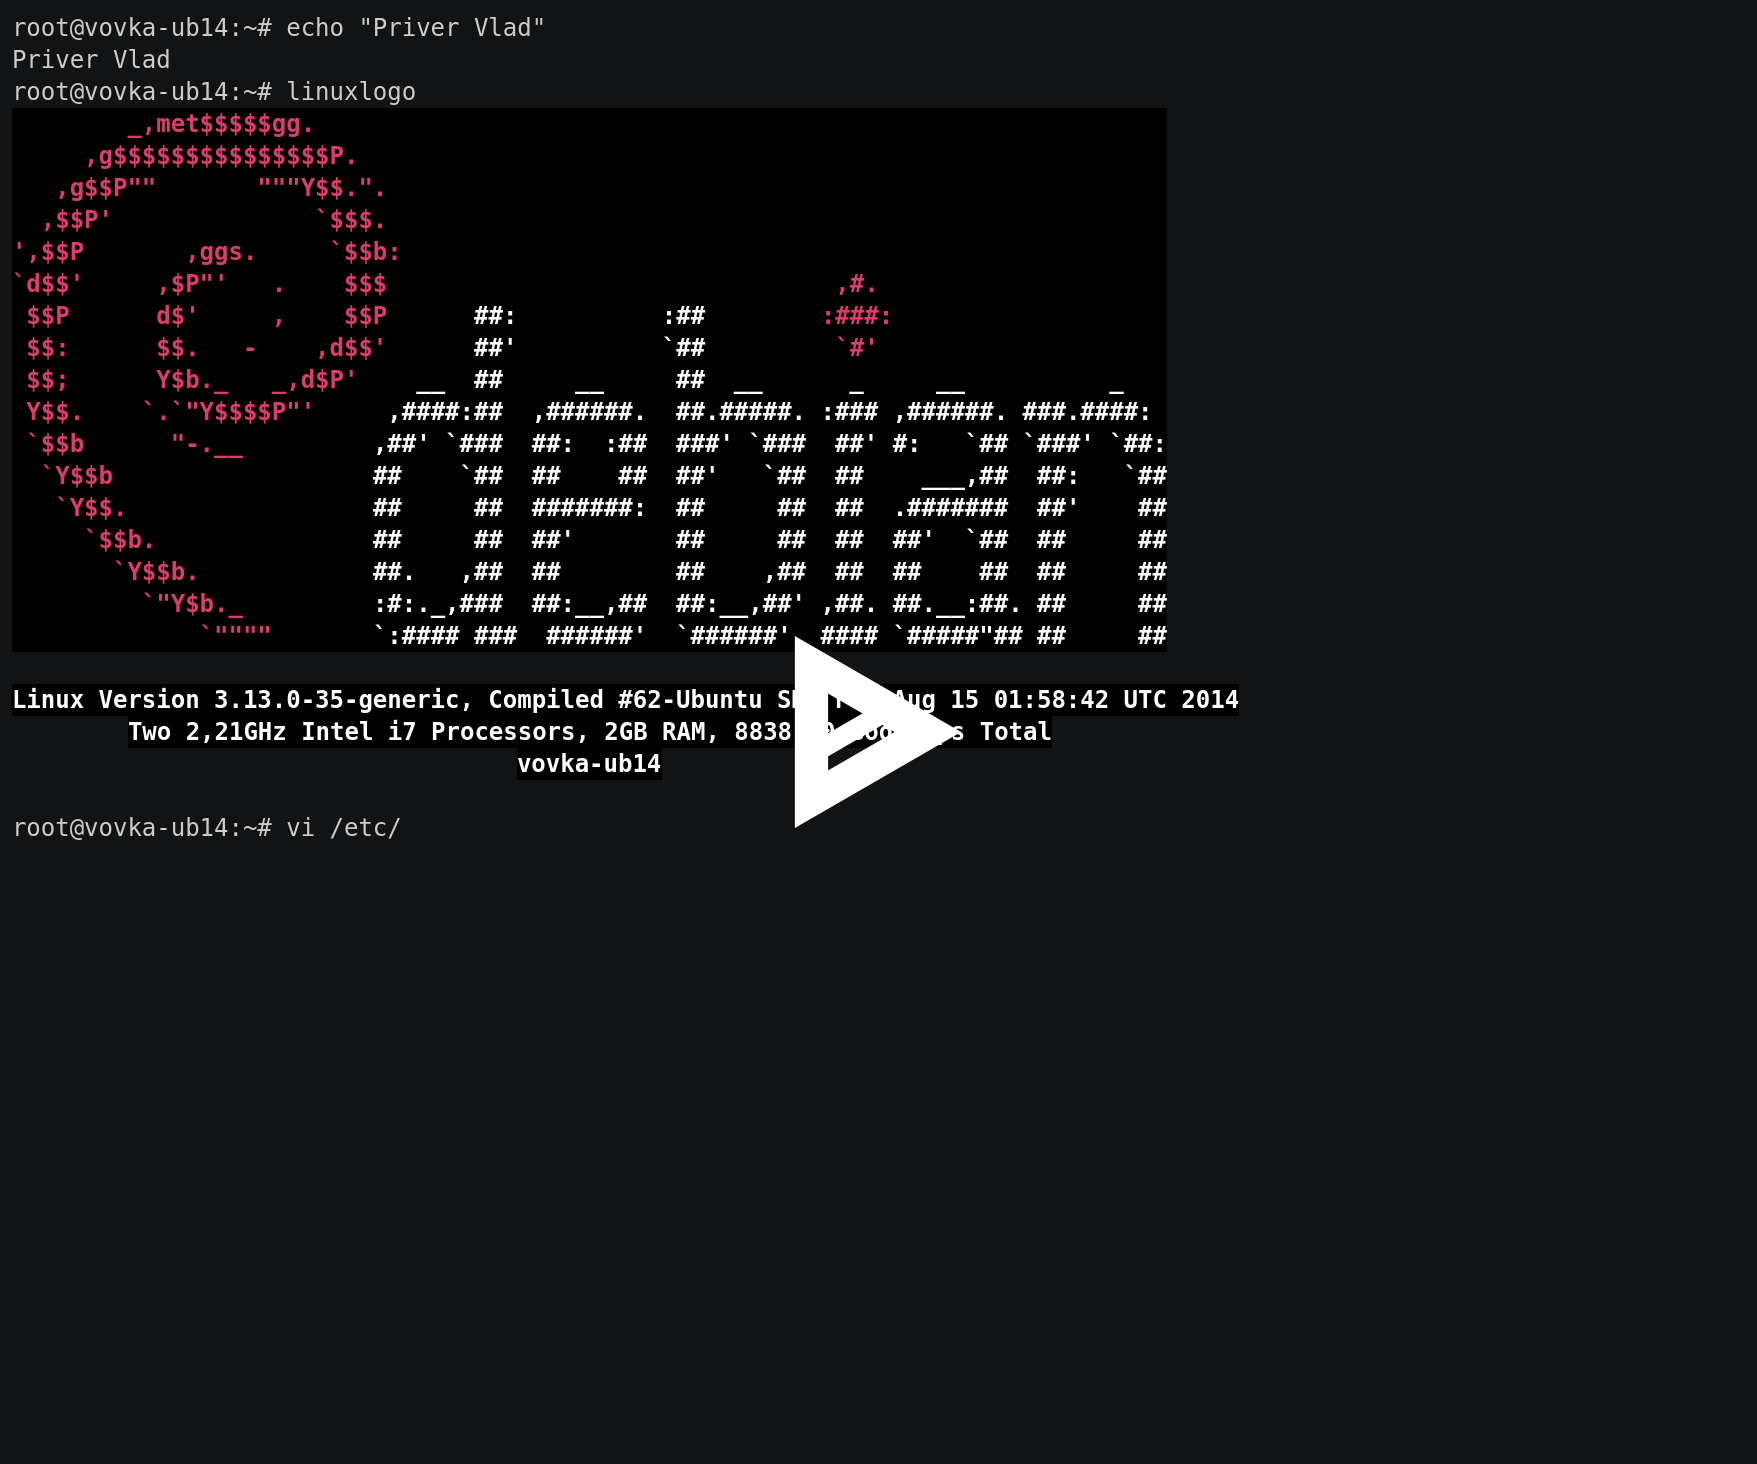 root@vovka-ub14:~# echo "Priver Vlad"
Priver Vlad
root@vovka-ub14:~# linuxlogo
        _,met$$$$$gg.
     ,g$$$$$$$$$$$$$$$P.
   ,g$$P""       """Y$$.".
  ,$$P'              `$$$.
',$$P       ,ggs.     `$$b:
`d$$'     ,$P"'   .    $$$                               ,#.
 $$P      d$'     ,    $$P      ##:          :##        :###:
 $$:      $$.   -    ,d$$'      ##'          `##         `#'
 $$;      Y$b._   _,d$P'    __  ##     __     ##  __      _     __          _
 Y$$.    `.`"Y$$$$P"'     ,####:##  ,######.  ##.#####. :### ,######. ###.####:
 `$$b      "-.__         ,##' `###  ##:  :##  ###' `###  ##' #:   `## `###' `##:
  `Y$$b                  ##    `##  ##    ##  ##'   `##  ##    ___,##  ##:   `##
   `Y$$.                 ##     ##  #######:  ##     ##  ##  .#######  ##'    ##
     `$$b.               ##     ##  ##'       ##     ##  ##  ##'  `##  ##     ##
       `Y$$b.            ##.   ,##  ##        ##    ,##  ##  ##    ##  ##     ##
         `"Y$b._         :#:._,###  ##:__,##  ##:__,##' ,##. ##.__:##. ##     ##
             `""""       `:#### ###  ######'  `######'  #### `#####"## ##     ##
Linux Version 3.13.0-35-generic, Compiled #62-Ubuntu Aug 15 01:58:42 UTC 2014
Two 2,21GHz Intel i7 Processors, 2GB RAM, Total
vovka-ub14
root@vovka-ub14:~# vi /etc/